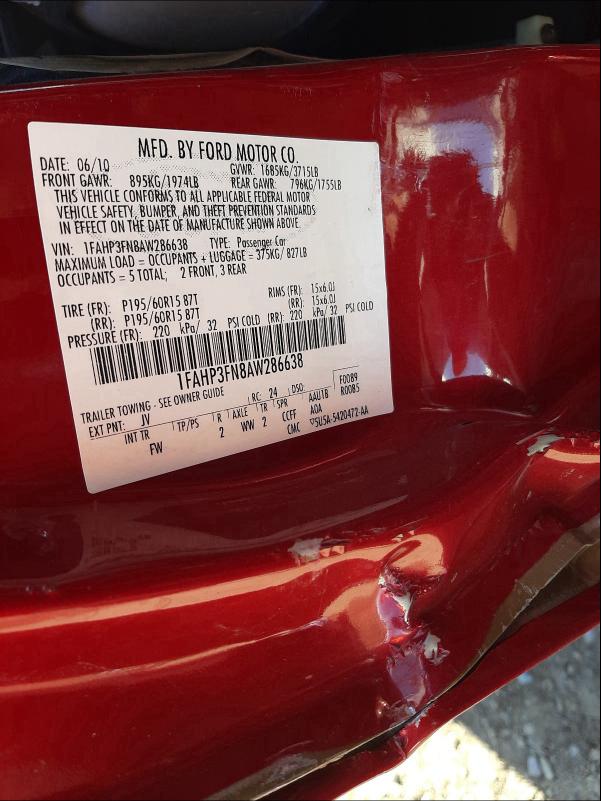 MFD. BY FORD MOTOR CO.
DATE: 06/10 GVWR: 1685KG/3715LB
FRONT GAWR: 895KG/1974LB REAR GAWR: 796KG/1755LB
THIS VEHICLE CONFORMS TO ALL APPLICABLE FEDERAL MOTOR
VEHICLE SAFETY, BUMPER, AND THEFT PREVENTION STANDARDS
IN EFFECT ON THE DATE OF MANUFACTURE SHOWN ABOVE.
VIN: 1FAHP3FN8AW286638 TYPE: Passenger Car
MAXIMUM LOAD = OCCUPANTS + LUGGAGE = 375KG/ 827LB
OCCUPANTS = 5 TOTAL; 2 FRONT, 3 REAR
TIRE (FR): P195/60R15 87T RIMS (FR): 15x6.0J
(RR): P195/60R15 87T (RR): 15x6.0J
PRESSURE (FR): 220 kPa/ 32 PSI COLD (RR): 220 kPa/ 32 PSI COLD
1FAHP3FN8AW286638
TRAILER TOWING - SEE OWNER GUIDE
F0089
R0085
EXT PNT: JV RC: 24 DSO:
INT TR TP/PS R AXLE TR SPR AAU1B
FW 2 WW 2 CCFF AOA
CMC ▽5U5A-5420472-AA